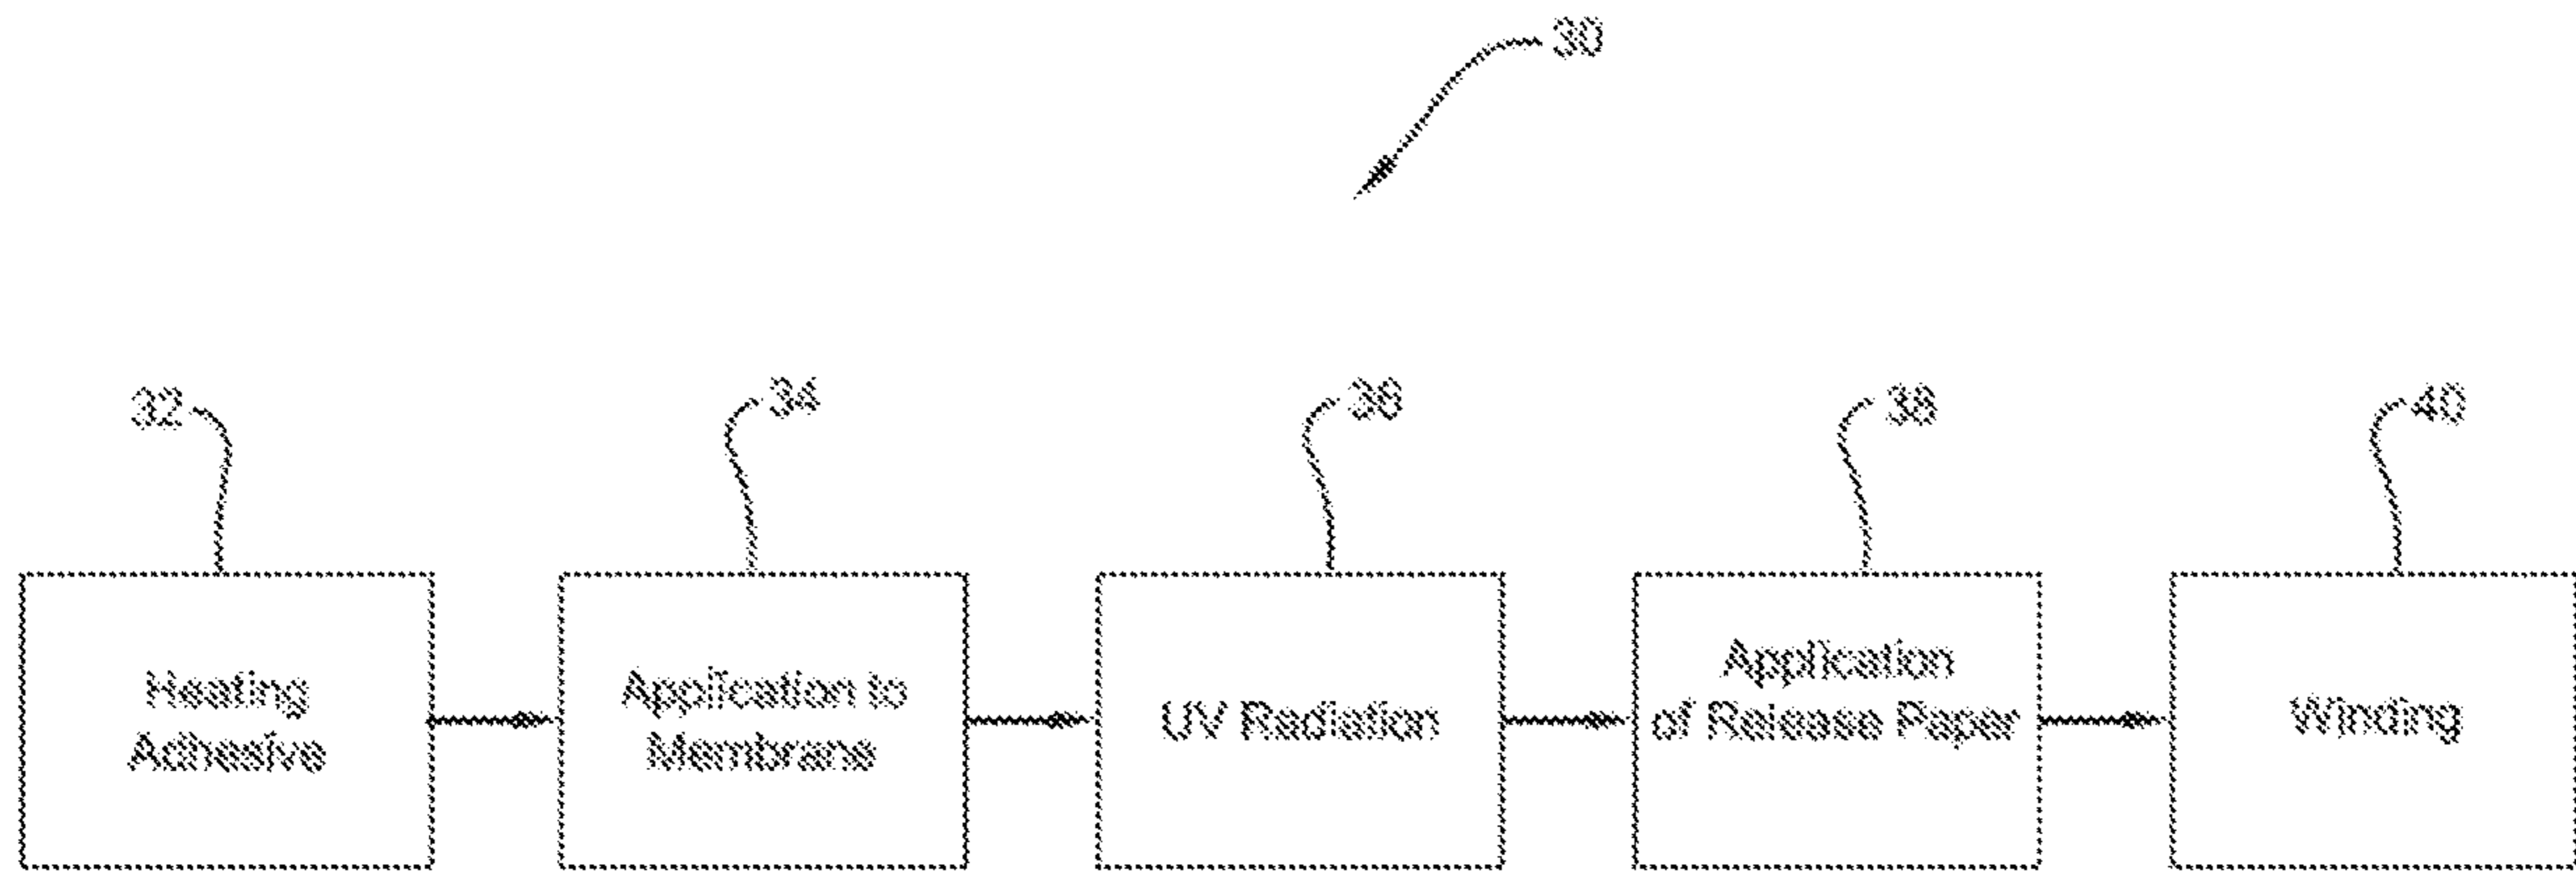 30
32
34
36
38
40
Heating
Adhesive
Application to
Membrane
UV Radiation
Application
of Release Paper
Winding